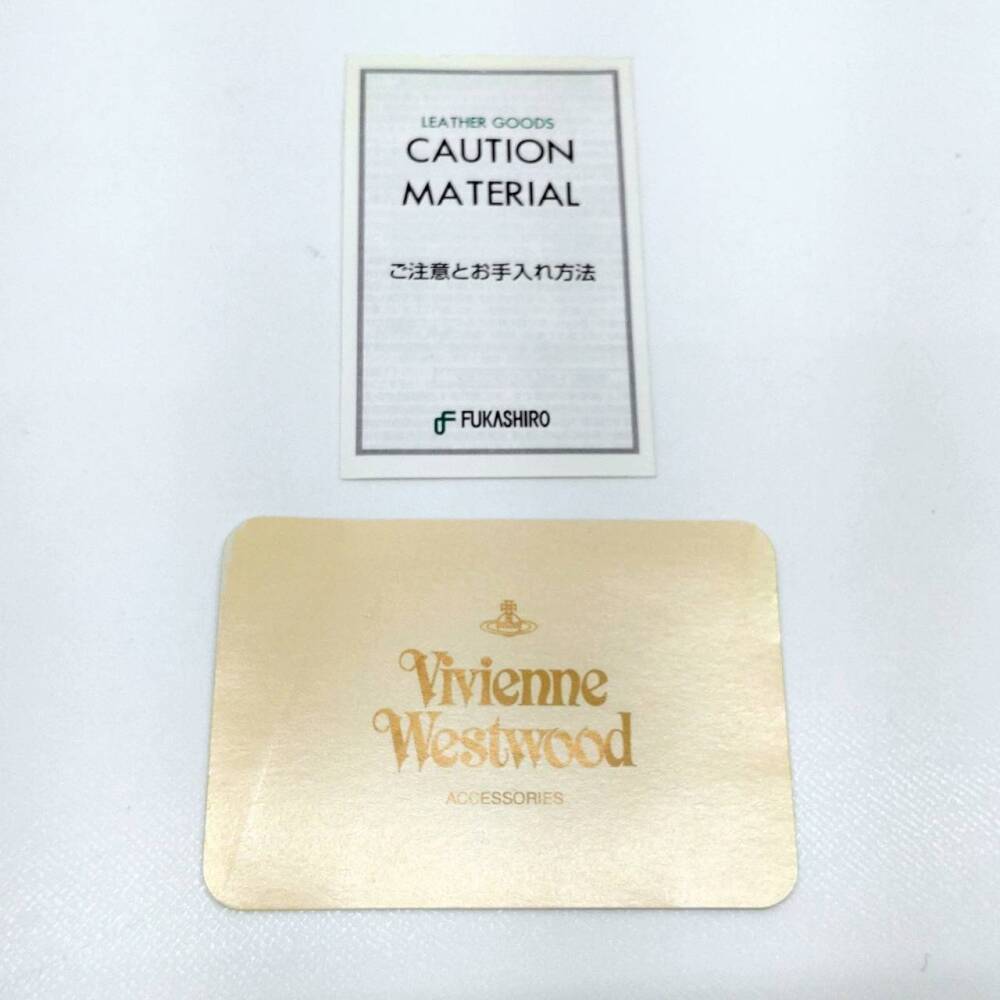 LEATHER GOODS
CAUTION
MATERIAL
ご注意とお手入れ方法
FUKASHIRO
Vivienne
Westwood
ACCESSORIES